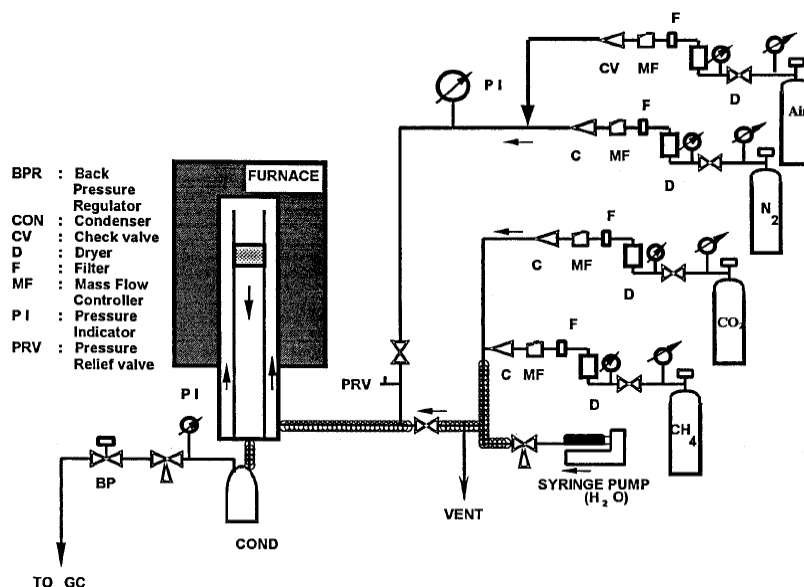 F
CV MF
D
Air
P I
F
C MF
D
N2
FURNACE
BPR : Back
Pressure
Regulator
CON : Condenser
CV : Check valve
D : Dryer
F : Filter
MF : Mass Flow
Controller
P I : Pressure
Indicator
PRV : Pressure
Relief valve
F
C MF
D
CO2
F
C MF
D
CH4
PRV
P I
BP
COND
VENT
SYRINGE PUMP
(H2O)
TO GC